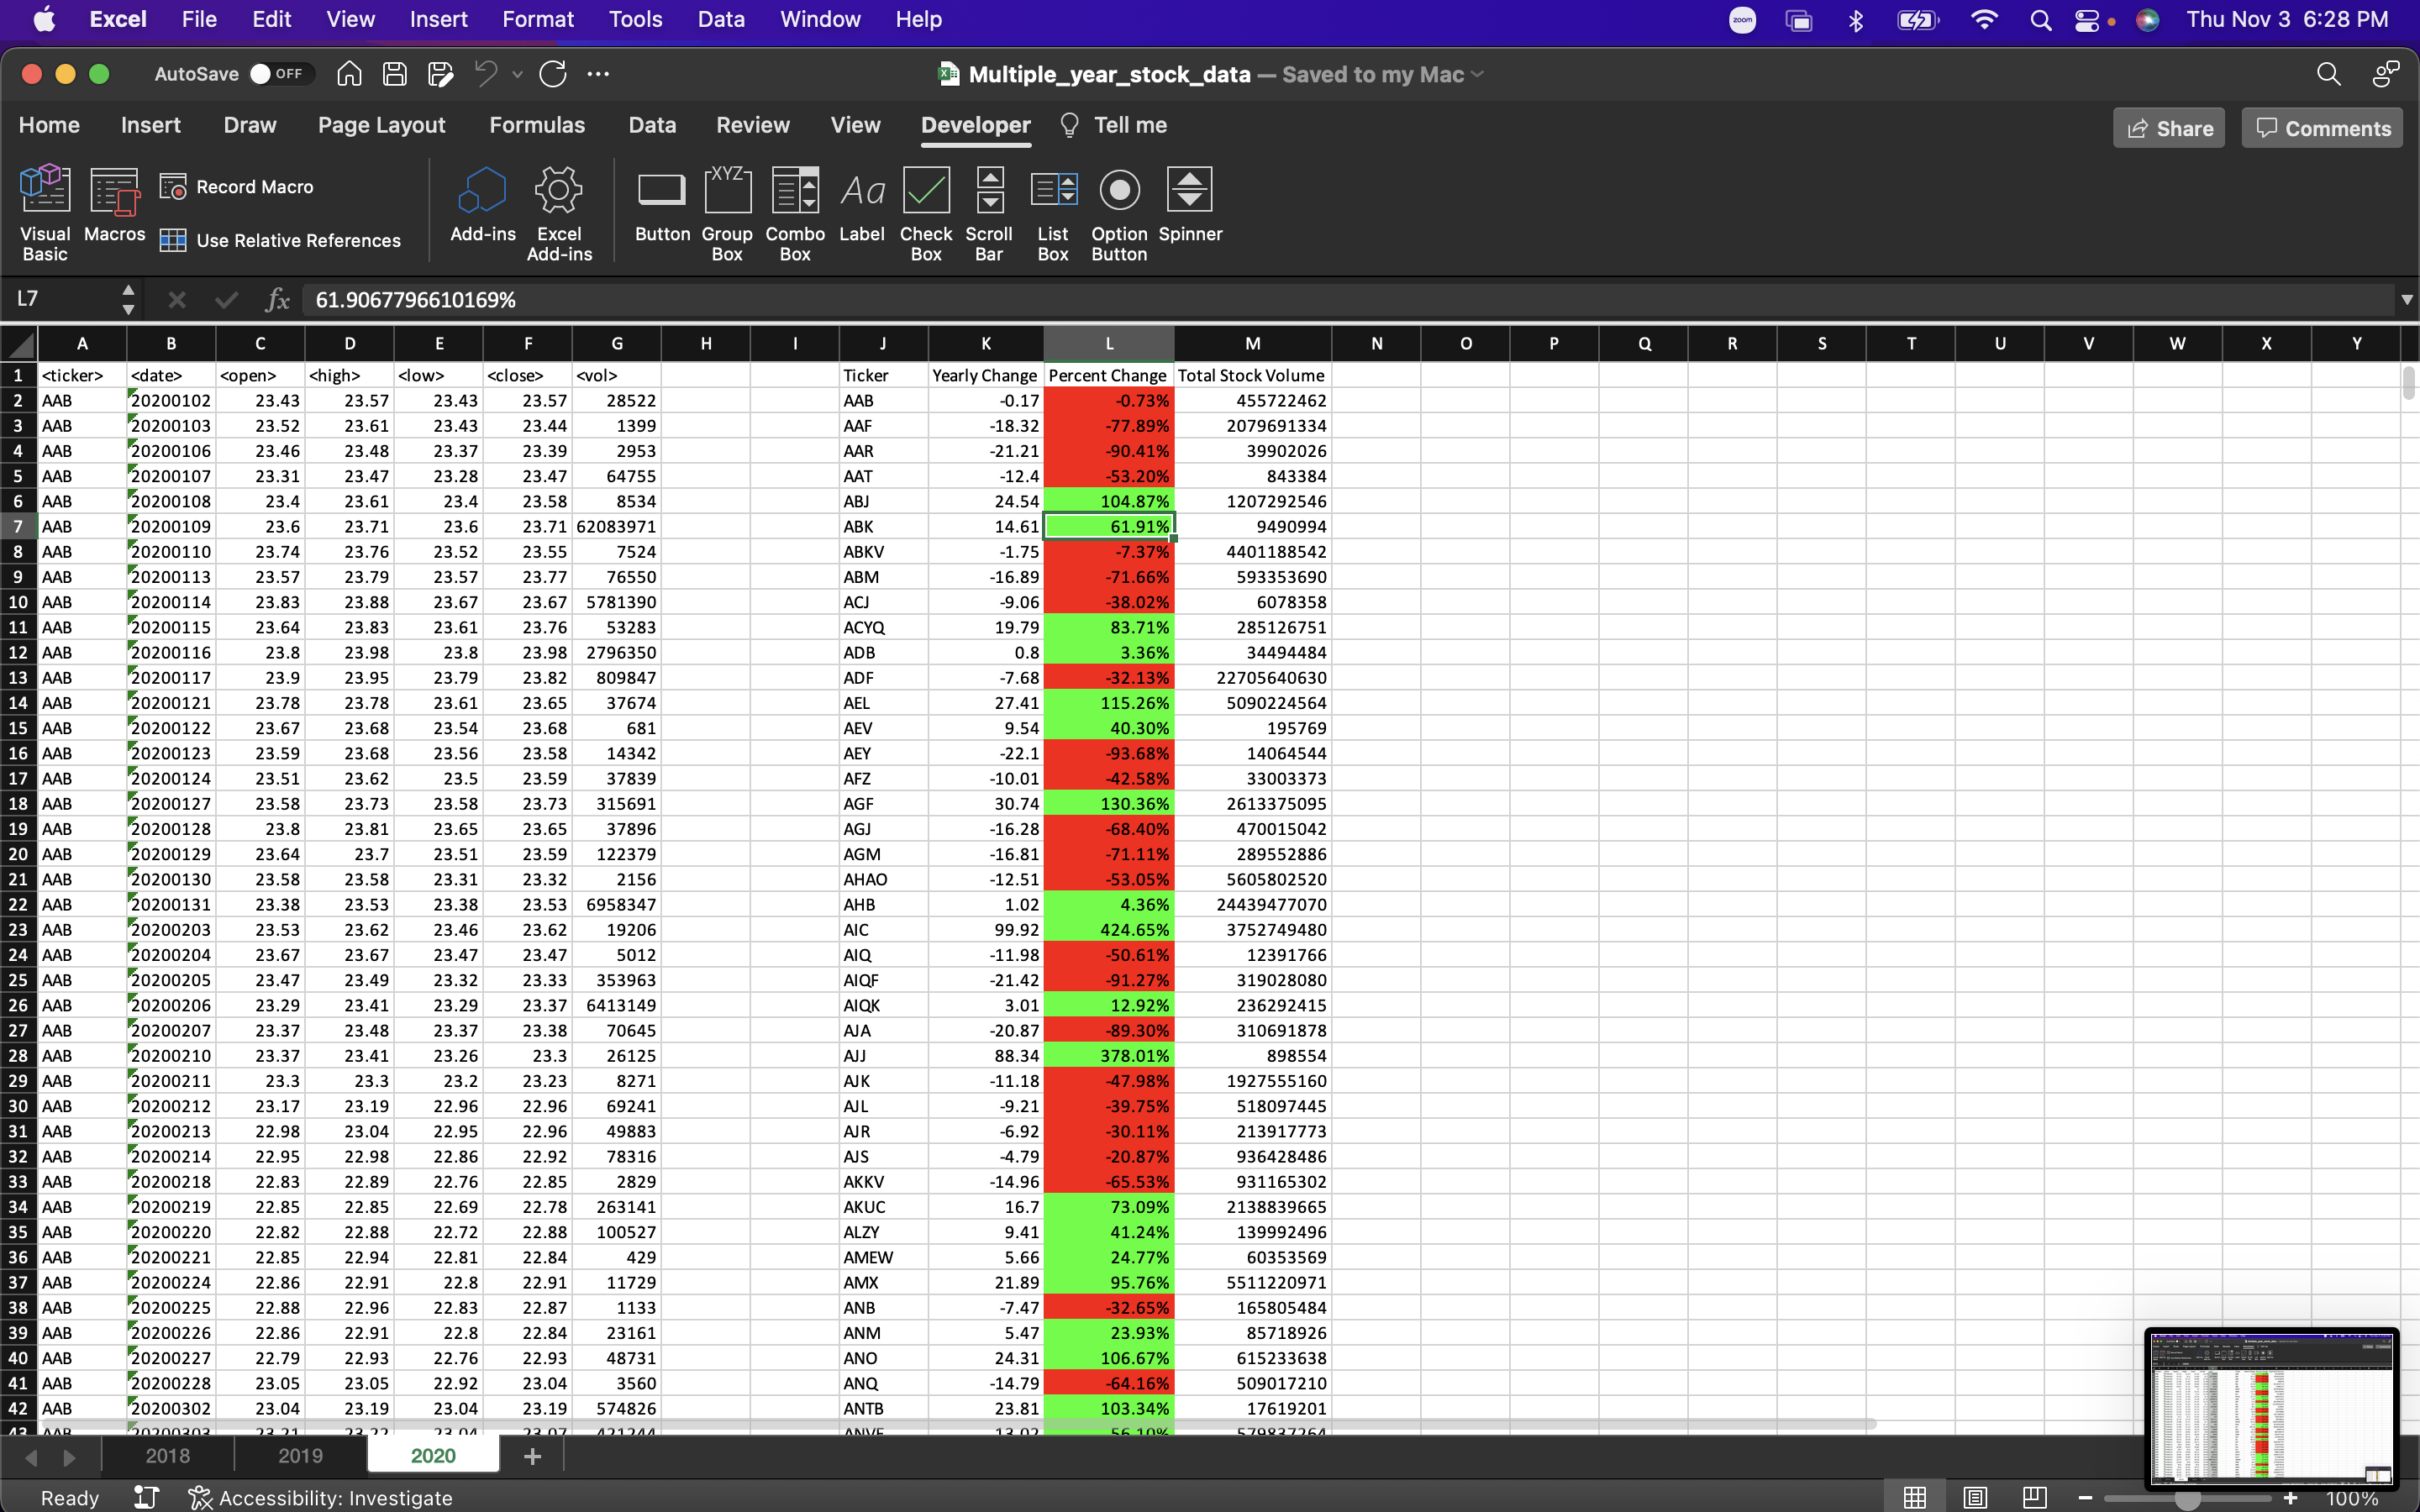 Excel File Edit View Insert Format Tools Data Window Help zoom Thu Nov 3 6:28 PM
AutoSave OFF Multiple_year_stock_data — Saved to my Mac
Home Insert Draw Page Layout Formulas Data Review View Developer Tell me Share Comments
Visual Basic Macros Record Macro Use Relative References Add-ins Excel Add-ins Button XYZ Group Box Combo Box Aa Label Check Box Scroll Bar List Box Option Button Spinner
L7 fx 61.9067796610169%
A B C D E F G H I J K L M N O P Q R S T U V W X Y
1 <ticker> <date> <open> <high> <low> <close> <vol> Ticker Yearly Change Percent Change Total Stock Volume
2 AAB 20200102 23.43 23.57 23.43 23.57 28522 AAB -0.17 -0.73% 455722462
3 AAB 20200103 23.52 23.61 23.43 23.44 1399 AAF -18.32 -77.89% 2079691334
4 AAB 20200106 23.46 23.48 23.37 23.39 2953 AAR -21.21 -90.41% 39902026
5 AAB 20200107 23.31 23.47 23.28 23.47 64755 AAT -12.4 -53.20% 843384
6 AAB 20200108 23.4 23.61 23.4 23.58 8534 ABJ 24.54 104.87% 1207292546
7 AAB 20200109 23.6 23.71 23.6 23.71 62083971 ABK 14.61 61.91% 9490994
8 AAB 20200110 23.74 23.76 23.52 23.55 7524 ABKV -1.75 -7.37% 4401188542
9 AAB 20200113 23.57 23.79 23.57 23.77 76550 ABM -16.89 -71.66% 593353690
10 AAB 20200114 23.83 23.88 23.67 23.67 5781390 ACJ -9.06 -38.02% 6078358
11 AAB 20200115 23.64 23.83 23.61 23.76 53283 ACYQ 19.79 83.71% 285126751
12 AAB 20200116 23.8 23.98 23.8 23.98 2796350 ADB 0.8 3.36% 34494484
13 AAB 20200117 23.9 23.95 23.79 23.82 809847 ADF -7.68 -32.13% 22705640630
14 AAB 20200121 23.78 23.78 23.61 23.65 37674 AEL 27.41 115.26% 5090224564
15 AAB 20200122 23.67 23.68 23.54 23.68 681 AEV 9.54 40.30% 195769
16 AAB 20200123 23.59 23.68 23.56 23.58 14342 AEY -22.1 -93.68% 14064544
17 AAB 20200124 23.51 23.62 23.5 23.59 37839 AFZ -10.01 -42.58% 33003373
18 AAB 20200127 23.58 23.73 23.58 23.73 315691 AGF 30.74 130.36% 2613375095
19 AAB 20200128 23.8 23.81 23.65 23.65 37896 AGJ -16.28 -68.40% 470015042
20 AAB 20200129 23.64 23.7 23.51 23.59 122379 AGM -16.81 -71.11% 289552886
21 AAB 20200130 23.58 23.58 23.31 23.32 2156 AHAO -12.51 -53.05% 5605802520
22 AAB 20200131 23.38 23.53 23.38 23.53 6958347 AHB 1.02 4.36% 24439477070
23 AAB 20200203 23.53 23.62 23.46 23.62 19206 AIC 99.92 424.65% 3752749480
24 AAB 20200204 23.67 23.67 23.47 23.47 5012 AIQ -11.98 -50.61% 12391766
25 AAB 20200205 23.47 23.49 23.32 23.33 353963 AIQF -21.42 -91.27% 319028080
26 AAB 20200206 23.29 23.41 23.29 23.37 6413149 AIQK 3.01 12.92% 236292415
27 AAB 20200207 23.37 23.48 23.37 23.38 70645 AJA -20.87 -89.30% 310691878
28 AAB 20200210 23.37 23.41 23.26 23.3 26125 AJJ 88.34 378.01% 898554
29 AAB 20200211 23.3 23.3 23.2 23.23 8271 AJK -11.18 -47.98% 1927555160
30 AAB 20200212 23.17 23.19 22.96 22.96 69241 AJL -9.21 -39.75% 518097445
31 AAB 20200213 22.98 23.04 22.95 22.96 49883 AJR -6.92 -30.11% 213917773
32 AAB 20200214 22.95 22.98 22.86 22.92 78316 AJS -4.79 -20.87% 936428486
33 AAB 20200218 22.83 22.89 22.76 22.85 2829 AKKV -14.96 -65.53% 931165302
34 AAB 20200219 22.85 22.85 22.69 22.78 263141 AKUC 16.7 73.09% 2138839665
35 AAB 20200220 22.82 22.88 22.72 22.88 100527 ALZY 9.41 41.24% 139992496
36 AAB 20200221 22.85 22.94 22.81 22.84 429 AMEW 5.66 24.77% 60353569
37 AAB 20200224 22.86 22.91 22.8 22.91 11729 AMX 21.89 95.76% 5511220971
38 AAB 20200225 22.88 22.96 22.83 22.87 1133 ANB -7.47 -32.65% 165805484
39 AAB 20200226 22.86 22.91 22.8 22.84 23161 ANM 5.47 23.93% 85718926
40 AAB 20200227 22.79 22.93 22.76 22.93 48731 ANO 24.31 106.67% 615233638
41 AAB 20200228 23.05 23.05 22.92 23.04 3560 ANQ -14.79 -64.16% 509017210
42 AAB 20200302 23.04 23.19 23.04 23.19 574826 ANTB 23.81 103.34% 17619201
43 AAB 20200303 23.21 23.22 23.04 23.07 421244 ANVE 13.02 56.10% 579837264
2018 2019 2020
Ready Accessibility: Investigate 100%